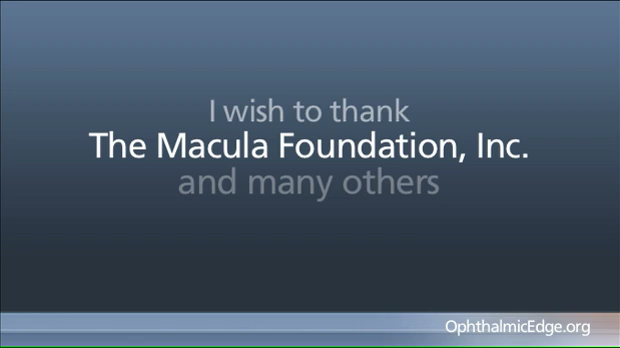 I wish to thank
The Macula Foundation, Inc.
and many others
OphthalmicEdge.org